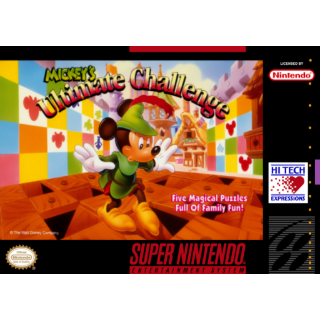 LICENSED BY
Nintendo
MICKEY'S
Ultimate Challenge
HI TECH
EXPRESSIONS
Five Magical Puzzles
Full Of Family Fun!
© The Walt Disney Company
Nintendo
SUPER NINTENDO
ENTERTAINMENT SYSTEM